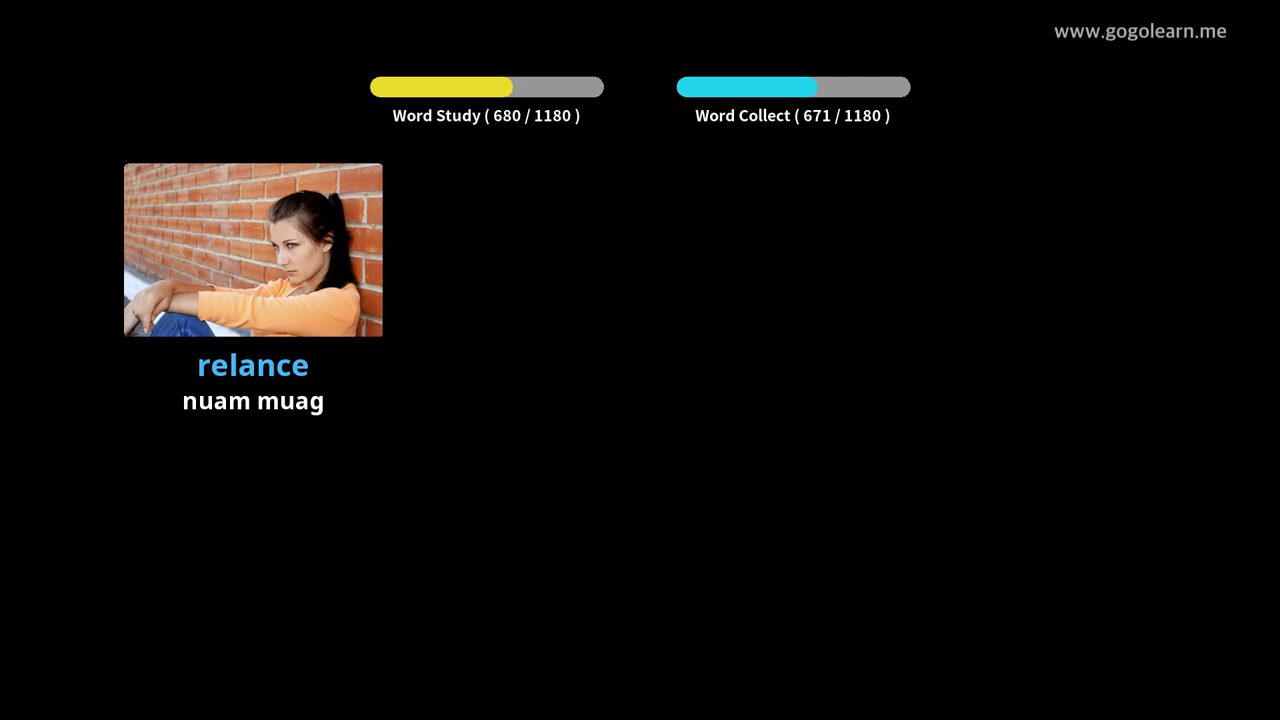 www.gogolearn.me
Word Study ( 680 / 1180 )
Word Collect ( 671 / 1180 )
relance
nuam muag